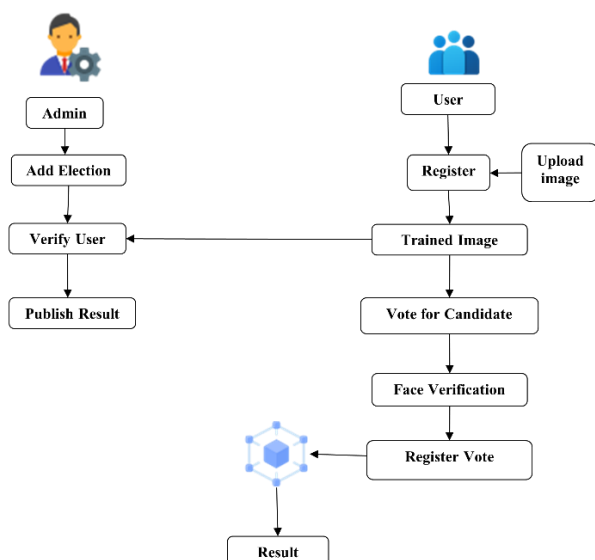 Admin
User
Add Election
Register
Upload
image
Verify User
Trained Image
Publish Result
Vote for Candidate
Face Verification
Register Vote
Result